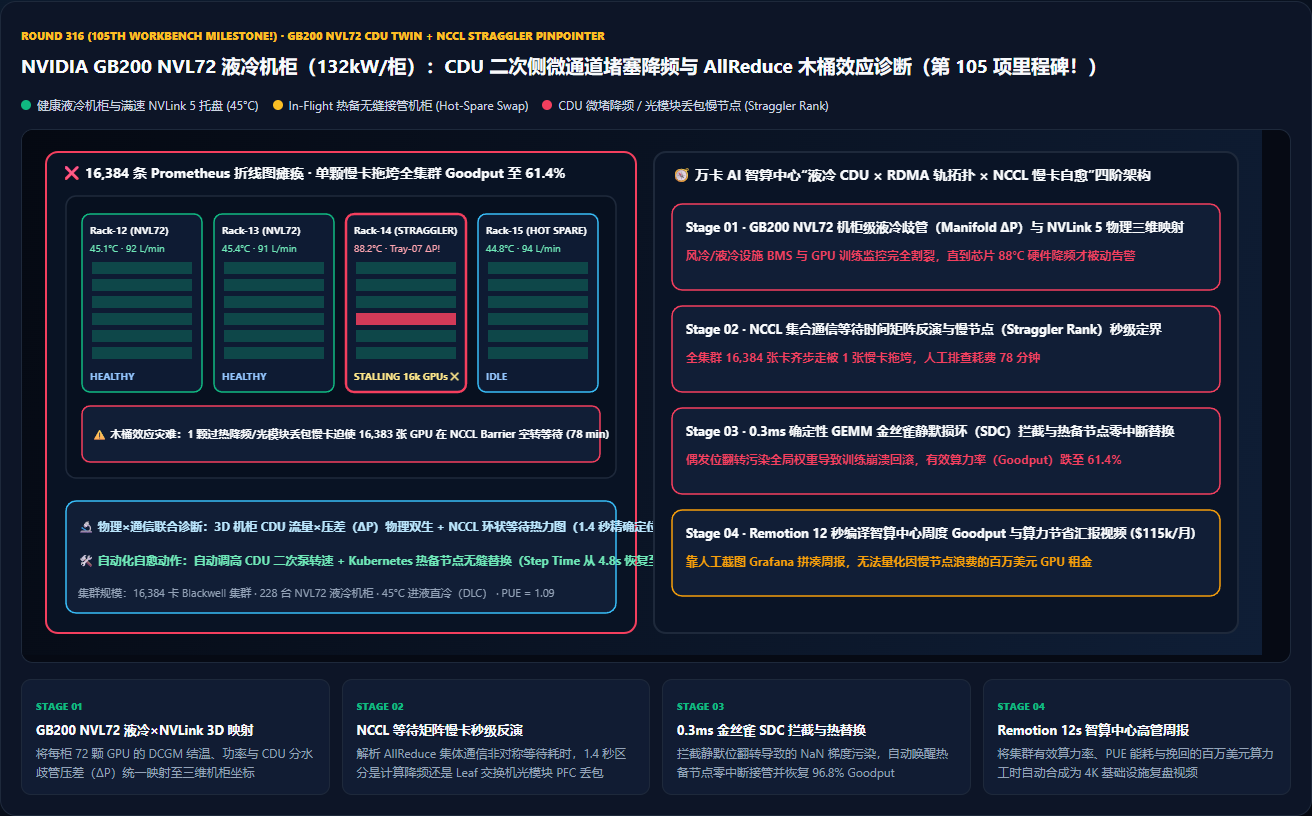 ROUND 316 (105TH WORKBENCH MILESTONE!) · GB200 NVL72 CDU TWIN + NCCL STRAGGLER PINPOINTER
NVIDIA GB200 NVL72 液冷机柜（132kW/柜）：CDU 二次侧微通道堵塞降频与 AllReduce 木桶效应诊断（第 105 项里程碑！）
健康液冷机柜与满速 NVLink 5 托盘 (45°C)
In-Flight 热备无缝接管机柜 (Hot-Spare Swap)
CDU 微堵降频 / 光模块丢包慢节点 (Straggler Rank)
❌ 16,384 条 Prometheus 折线图瘫痪 · 单颗慢卡拖垮全集群 Goodput 至 61.4%
Rack-12 (NVL72)
45.1°C · 92 L/min
HEALTHY
Rack-13 (NVL72)
45.4°C · 91 L/min
HEALTHY
Rack-14 (STRAGGLER)
88.2°C · Tray-07 ΔP!
STALLING 16k GPUs ❌
Rack-15 (HOT SPARE)
44.8°C · 94 L/min
IDLE
⚠️ 木桶效应灾难：1 颗过热降频/光模块丢包慢卡迫使 16,383 张 GPU 在 NCCL Barrier 空转等待 (78 min)
🔬 物理×通信联合诊断：3D 机柜 CDU 流量×压差（ΔP）物理双生 + NCCL 环状等待热力图（1.4 秒精确定位
🛠️ 自动化自愈动作：自动调高 CDU 二次泵转速 + Kubernetes 热备节点无缝替换（Step Time 从 4.8s 恢复至
集群规模：16,384 卡 Blackwell 集群 · 228 台 NVL72 液冷机柜 · 45°C 进液直冷（DLC） · PUE = 1.09
🧭 万卡 AI 智算中心“液冷 CDU × RDMA 轨拓扑 × NCCL 慢卡自愈”四阶架构
Stage 01 · GB200 NVL72 机柜级液冷歧管（Manifold ΔP）与 NVLink 5 物理三维映射
风冷/液冷设施 BMS 与 GPU 训练监控完全割裂，直到芯片 88°C 硬件降频才被动告警
Stage 02 · NCCL 集合通信等待时间矩阵反演与慢节点（Straggler Rank）秒级定界
全集群 16,384 张卡齐步走被 1 张慢卡拖垮，人工排查耗费 78 分钟
Stage 03 · 0.3ms 确定性 GEMM 金丝雀静默损坏（SDC）拦截与热备节点零中断替换
偶发位翻转污染全局权重导致训练崩溃回滚，有效算力率（Goodput）跌至 61.4%
Stage 04 · Remotion 12 秒编译智算中心周度 Goodput 与算力节省汇报视频 ($115k/月)
靠人工截图 Grafana 拼凑周报，无法量化因慢节点浪费的百万美元 GPU 租金
STAGE 01
GB200 NVL72 液冷×NVLink 3D 映射
将每柜 72 颗 GPU 的 DCGM 结温、功率与 CDU 分水
歧管压差（ΔP）统一映射至三维机柜坐标
STAGE 02
NCCL 等待矩阵慢卡秒级反演
解析 AllReduce 集体通信非对称等待耗时，1.4 秒区
分是计算降频还是 Leaf 交换机光模块 PFC 丢包
STAGE 03
0.3ms 金丝雀 SDC 拦截与热替换
拦截静默位翻转导致的 NaN 梯度污染，自动唤醒热
备节点零中断接管并恢复 96.8% Goodput
STAGE 04
Remotion 12s 智算中心高管周报
将集群有效算力率、PUE 能耗与挽回的百万美元算力
工时自动合成为 4K 基础设施复盘视频